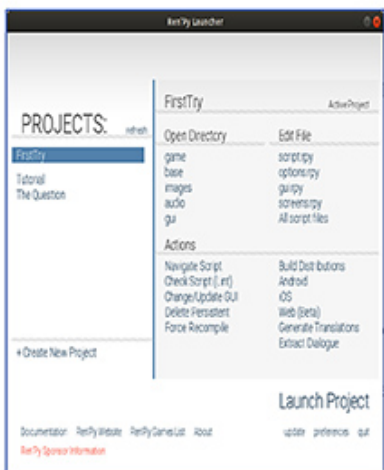 Ren'Py Launcher
PROJECTS:
refresh
FirstTry
Tutorial
The Question
+ Create New Project
FirstTry
Active Project
Open Directory
game
base
images
audio
gui
Edit File
script.rpy
options.rpy
gui.rpy
screens.rpy
All script files
Actions
Navigate Script
Check Script (Lint)
Change/Update GUI
Delete Persistent
Force Recompile
Build Distributions
Android
iOS
Web (Beta)
Generate Translations
Extract Dialogue
Launch Project
Documentation Ren'Py Website Ren'Py Games List About
update preferences quit
Ren'Py Sponsor Information